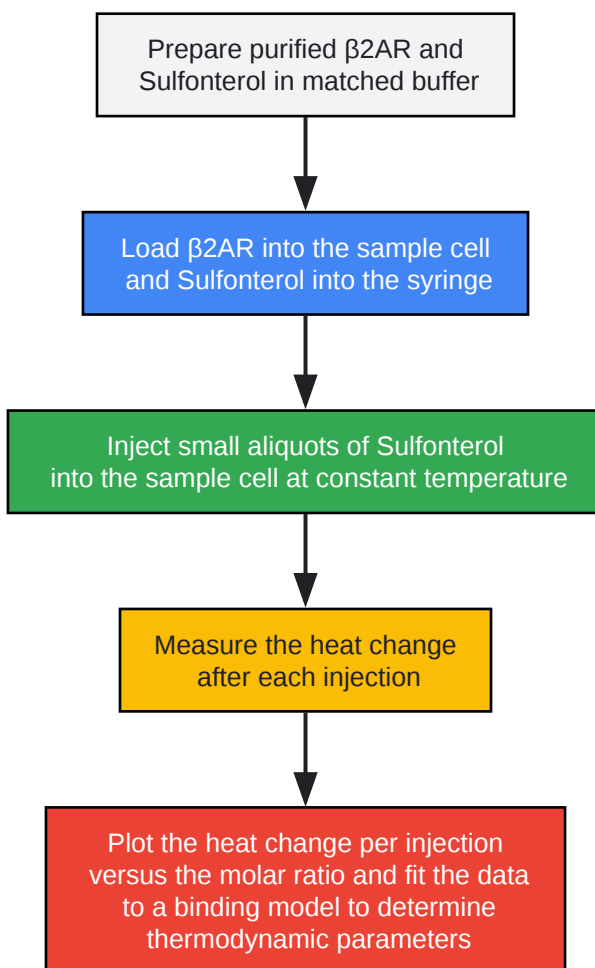 Prepare purified β2AR and
Sulfonterol in matched buffer
Load β2AR into the sample cell
and Sulfonterol into the syringe
Inject small aliquots of Sulfonterol
into the sample cell at constant temperature
Measure the heat change
after each injection
Plot the heat change per injection
versus the molar ratio and fit the data
to a binding model to determine
thermodynamic parameters